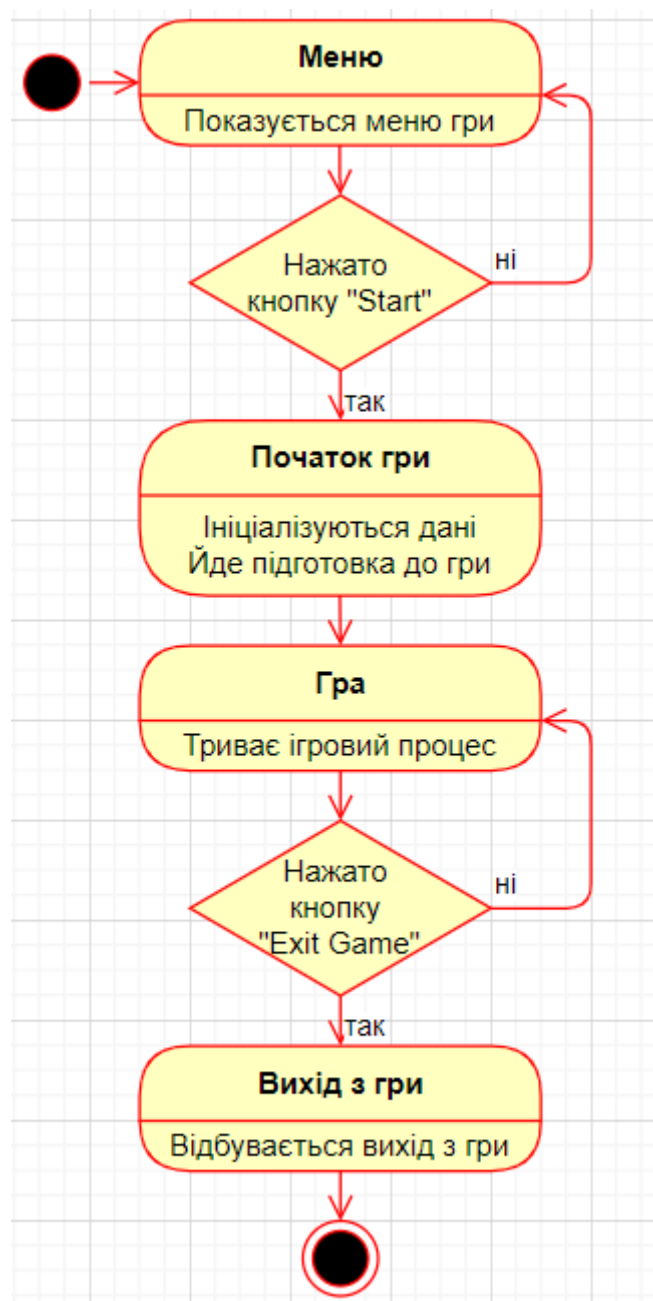 Меню
Показується меню гри
Нажато
кнопку "Start"
ні
так
Початок гри
Ініціалізуються дані
Йде підготовка до гри
Гра
Триває ігровий процес
Нажато
кнопку
"Exit Game"
ні
так
Вихід з гри
Відбувається вихід з гри